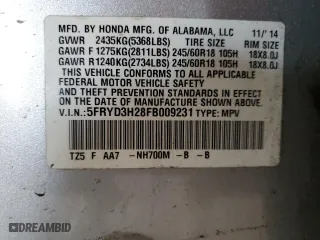 MFD. BY HONDA MFG. OF ALABAMA, LLC 11/'14
GVWR 2435KG(5368LBS) TIRE SIZE RIM SIZE
GAWR F 1275KG(2811LBS) 245/60R18 105H 18X8.0J
GAWR R1240KG(2734LBS) 245/60R18 105H 18X8.0J
THIS VEHICLE CONFORMS TO ALL APPLICABLE
FEDERAL MOTOR VEHICLE SAFETY
AND THEFT PREVENTION STANDARDS IN EFFECT ON
THE DATE OF MANUFACTURE SHOWN ABOVE.
V.I.N.:5FRYD3H28FB009231 TYPE: MPV
TZ5 F AA7 -NH700M -B -B
DriveGood